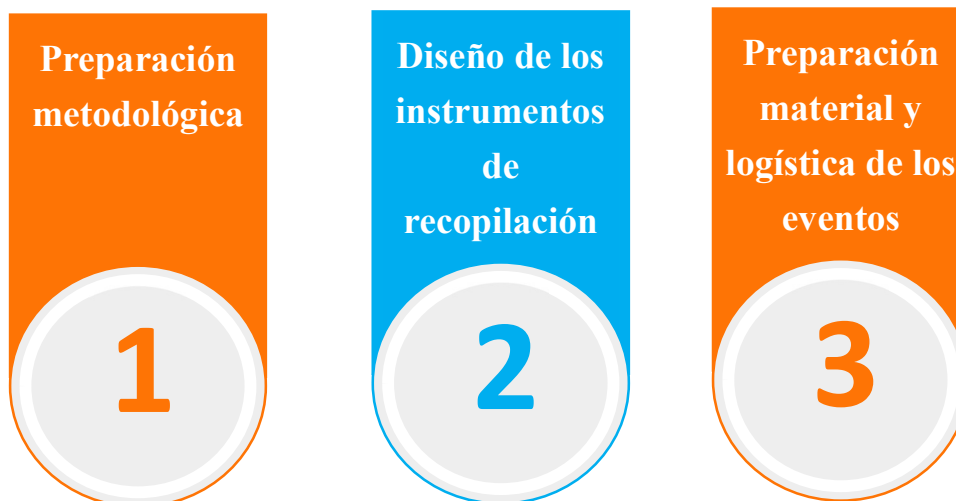 Preparación
metodológica
1
Diseño de los
instrumentos
de
recopilación
2
Preparación
material y
logística de los
eventos
3